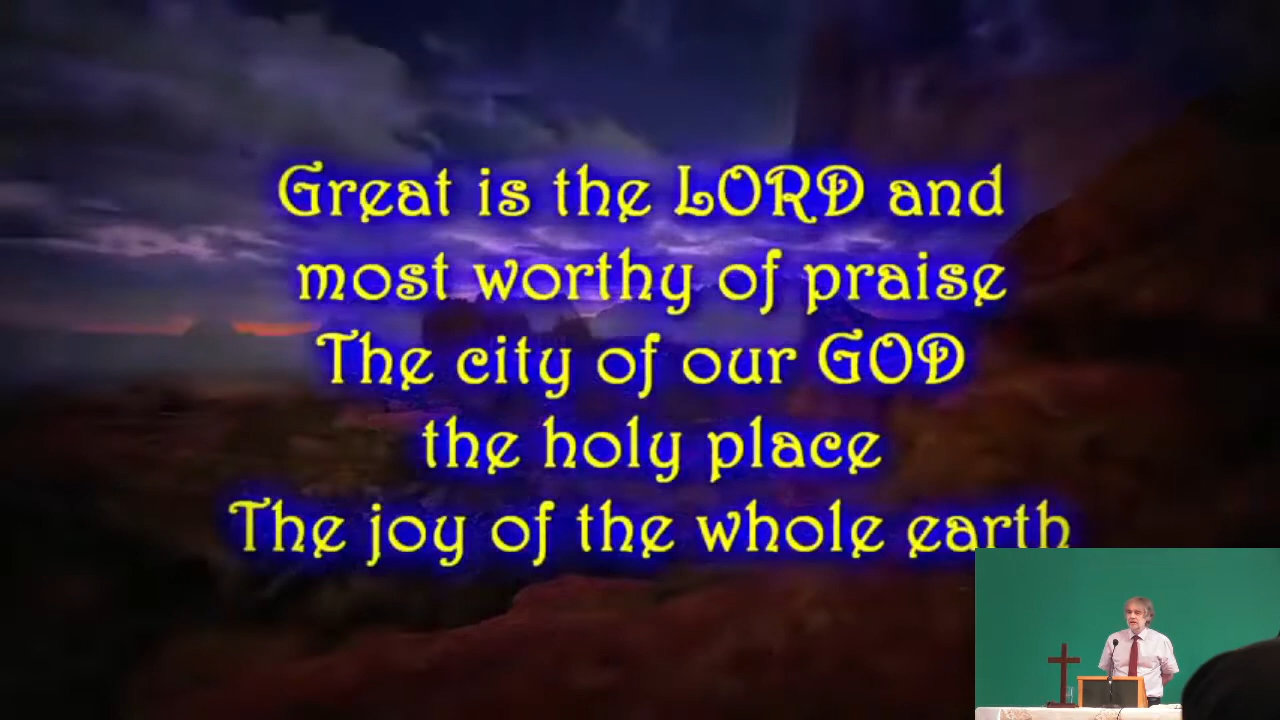 Great is the LORD and
most worthy of praise
The city of our GOD
the holy place
The joy of the whole earth